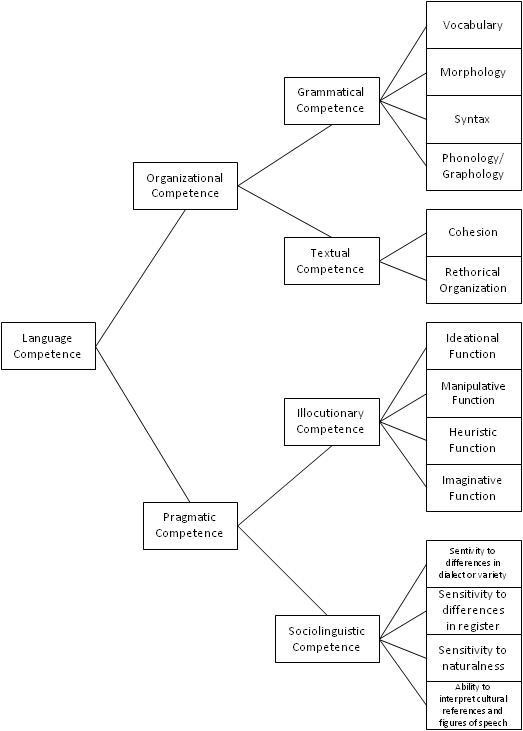 Language
Competence
Organizational
Competence
Grammatical
Competence
Vocabulary
Morphology
Syntax
Phonology/
Graphology
Textual
Competence
Cohesion
Rethorical
Organization
Pragmatic
Competence
Illocutionary
Competence
Ideational
Function
Manipulative
Function
Heuristic
Function
Imaginative
Function
Sociolinguistic
Competence
Sentivity to
differences in
dialect or variety
Sensitivity to
differences
in register
Sensitivity to
naturalness
Ability to
interpret cultural
references and
figures of speech